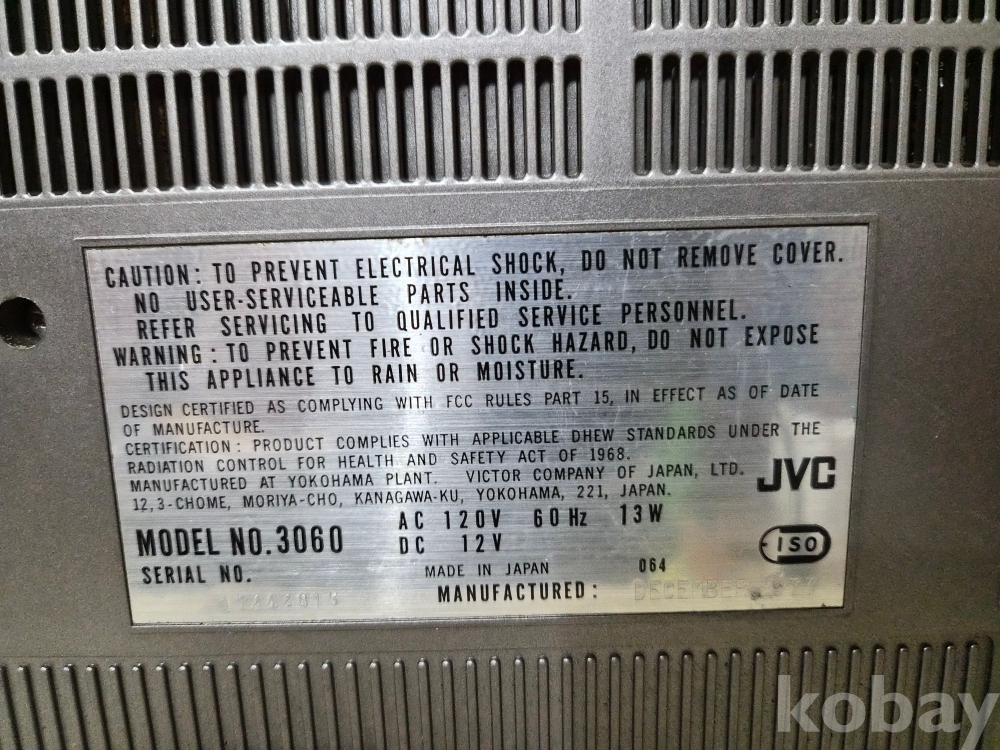 CAUTION: TO PREVENT ELECTRICAL SHOCK, DO NOT REMOVE COVER.
NO USER-SERVICEABLE PARTS INSIDE.
REFER SERVICING TO QUALIFIED SERVICE PERSONNEL.
WARNING: TO PREVENT FIRE OR SHOCK HAZARD, DO NOT EXPOSE
THIS APPLIANCE TO RAIN OR MOISTURE.
DESIGN CERTIFIED AS COMPLYING WITH FCC RULES PART 15, IN EFFECT AS OF DATE
OF MANUFACTURE.
CERTIFICATION: PRODUCT COMPLIES WITH APPLICABLE DHEW STANDARDS UNDER THE
RADIATION CONTROL FOR HEALTH AND SAFETY ACT OF 1968.
MANUFACTURED AT YOKOHAMA PLANT. VICTOR COMPANY OF JAPAN, LTD.
12,3-CHOME, MORIYA-CHO, KANAGAWA-KU, YOKOHAMA, 221, JAPAN.
JVC
AC 120V 60Hz 13W
MODEL NO.3060 DC 12V
ISO
SERIAL NO.
MADE IN JAPAN 064
MANUFACTURED: DECEMBER
kobay